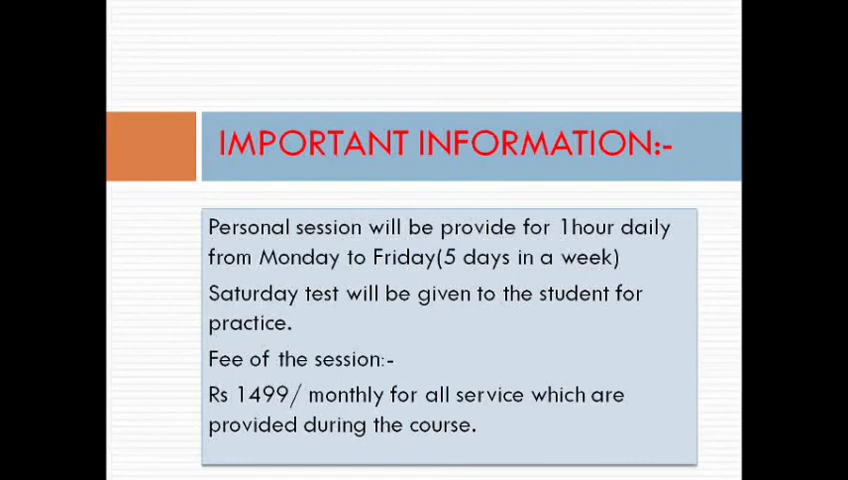 IMPORTANT INFORMATION:-
Personal session will be provide for 1hour daily
from Monday to Friday(5 days in a week)
Saturday test will be given to the student for
practice.
Fee of the session:-
Rs 1499/ monthly for all service which are
provided during the course.